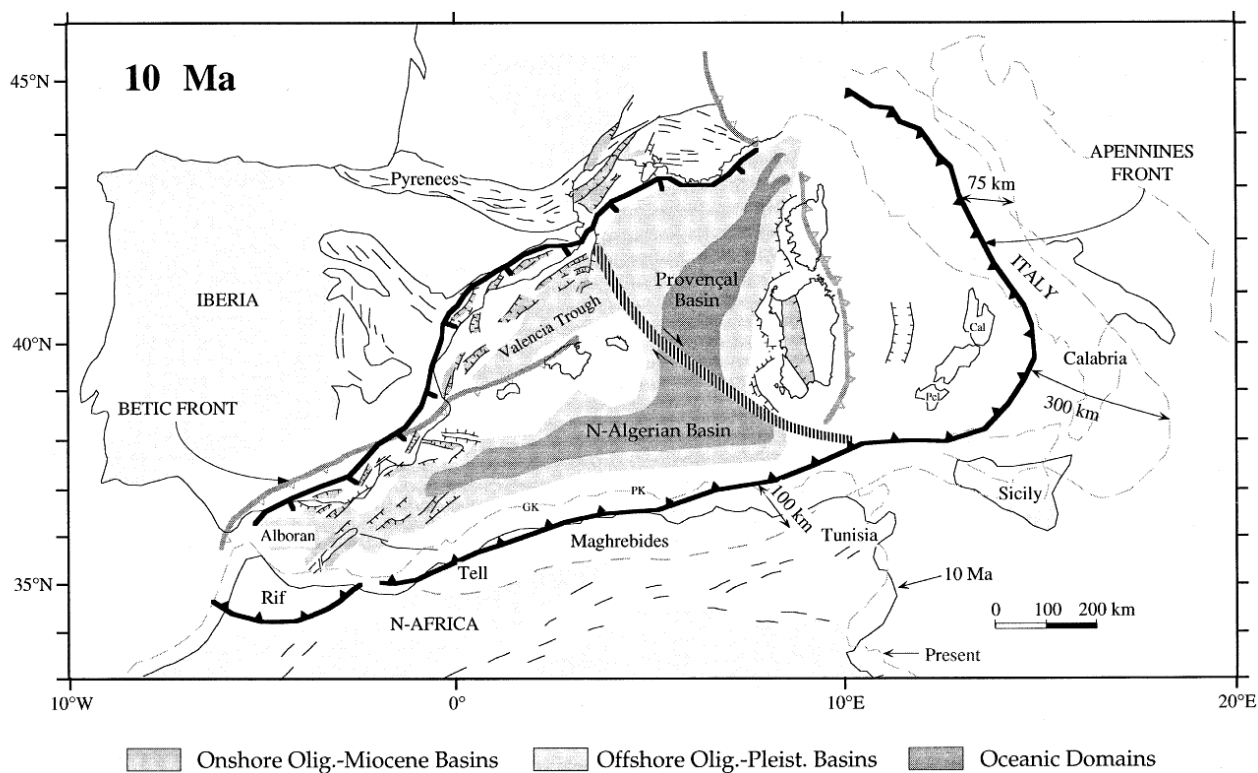 10 Ma
45°N
40°N
35°N
10°W
0°
10°E
20°E
Pyrenees
IBERIA
BETIC FRONT
Valencia Trough
Provençal
Basin
N-Algerian Basin
APENNINES
FRONT
75 km
ITALY
Cal
Pel
Calabria
300 km
Sicily
Alboran
GK
PK
100 km
Maghrebides
Tunisia
Tell
Rif
N-AFRICA
10 Ma
0 100 200 km
Present
Onshore Olig.-Miocene Basins
Offshore Olig.-Pleist. Basins
Oceanic Domains